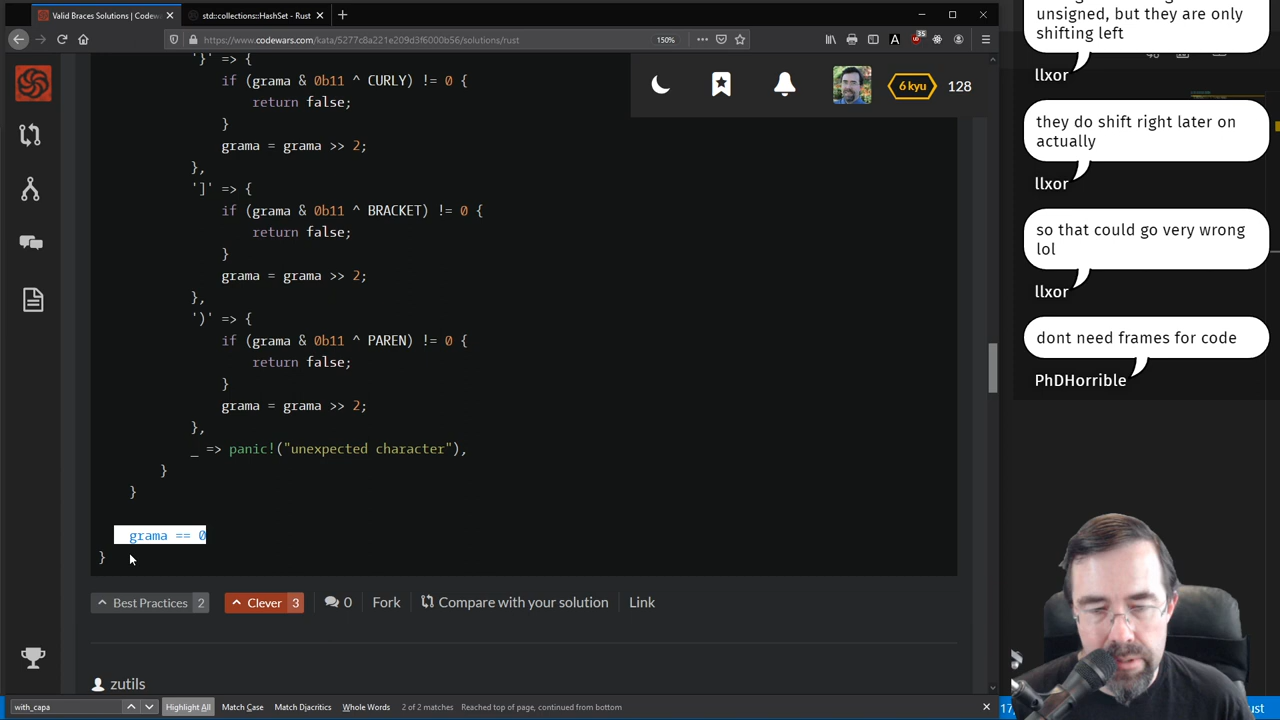 Valid Braces Solutions | Codew
std::collections::HashSet - Rust
https://www.codewars.com/kata/5277c8a221e209d3f6000b56/solutions/rust
150%
35
6 kyu
128
'}' => {
if (grama & 0b11 ^ CURLY) != 0 {
return false;
}
grama = grama >> 2;
},
']' => {
if (grama & 0b11 ^ BRACKET) != 0 {
return false;
}
grama = grama >> 2;
},
')' => {
if (grama & 0b11 ^ PAREN) != 0 {
return false;
}
grama = grama >> 2;
},
_ => panic!("unexpected character"),
}
}
grama == 0
}
Best Practices 2
Clever 3
0
Fork
Compare with your solution
Link
zutils
with_capa
Highlight All
Match Case
Match Diacritics
Whole Words
2 of 2 matches
Reached top of page, continued from bottom
unsigned, but they are only
shifting left
llxor
they do shift right later on
actually
llxor
so that could go very wrong
lol
llxor
dont need frames for code
PhDHorrible